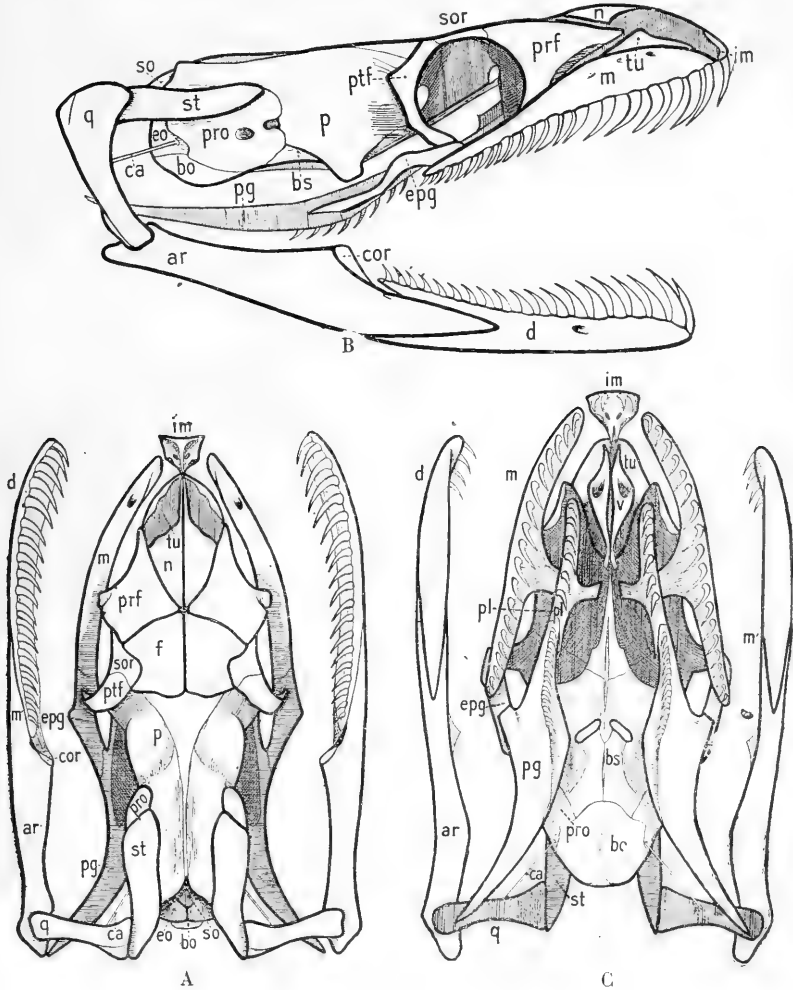 sor
n
so
prf
im
ptf
tu
m
st
q
p
eo
pro
ca
bo
pg
bs
epg
ar
cor
B
d
im
im
d
m
tu
n
prf
f
sor
ptf
m
epg
p
cor
pro
ar
st
pg
q
ca
eo
bo
so
A
d
m
tu
v
pl
pl
m
epg
bs
pg
ar
pro
bo
ca
st
q
C